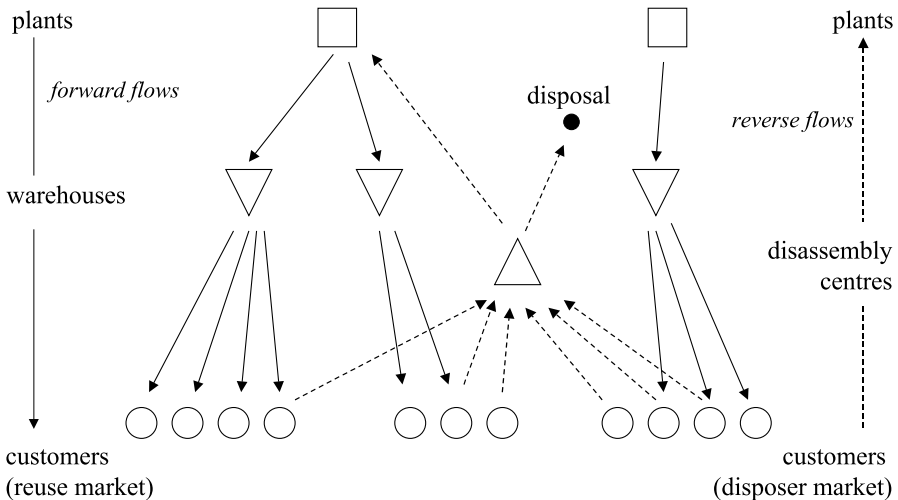 plants
plants
forward flows
disposal
reverse flows
warehouses
disassembly
centres
customers
(reuse market)
customers
(disposer market)